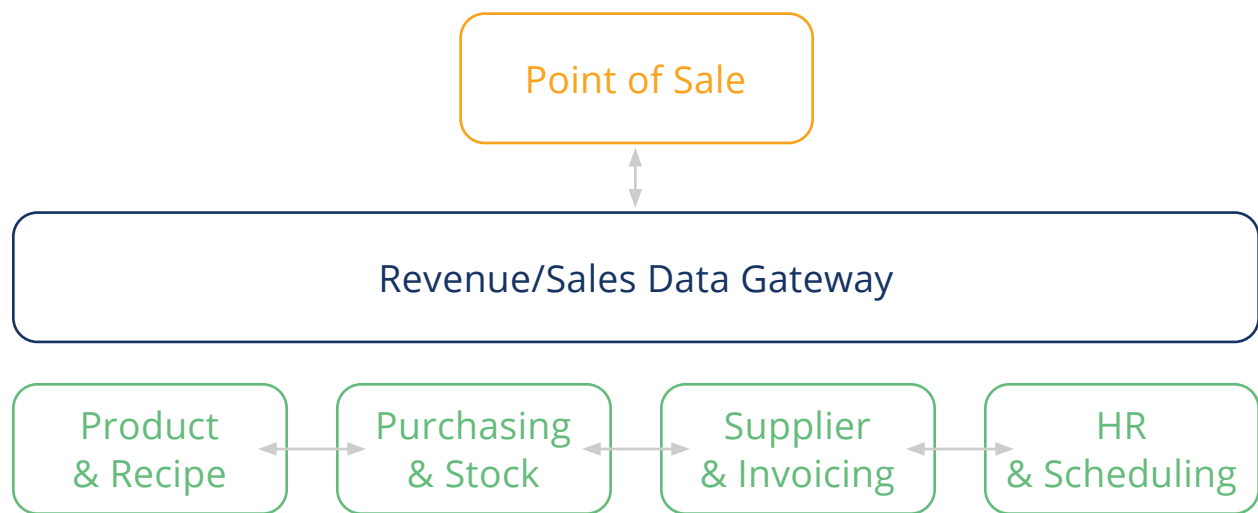 Point of Sale
Revenue/Sales Data Gateway
Product
& Recipe
Purchasing
& Stock
Supplier
& Invoicing
HR
& Scheduling